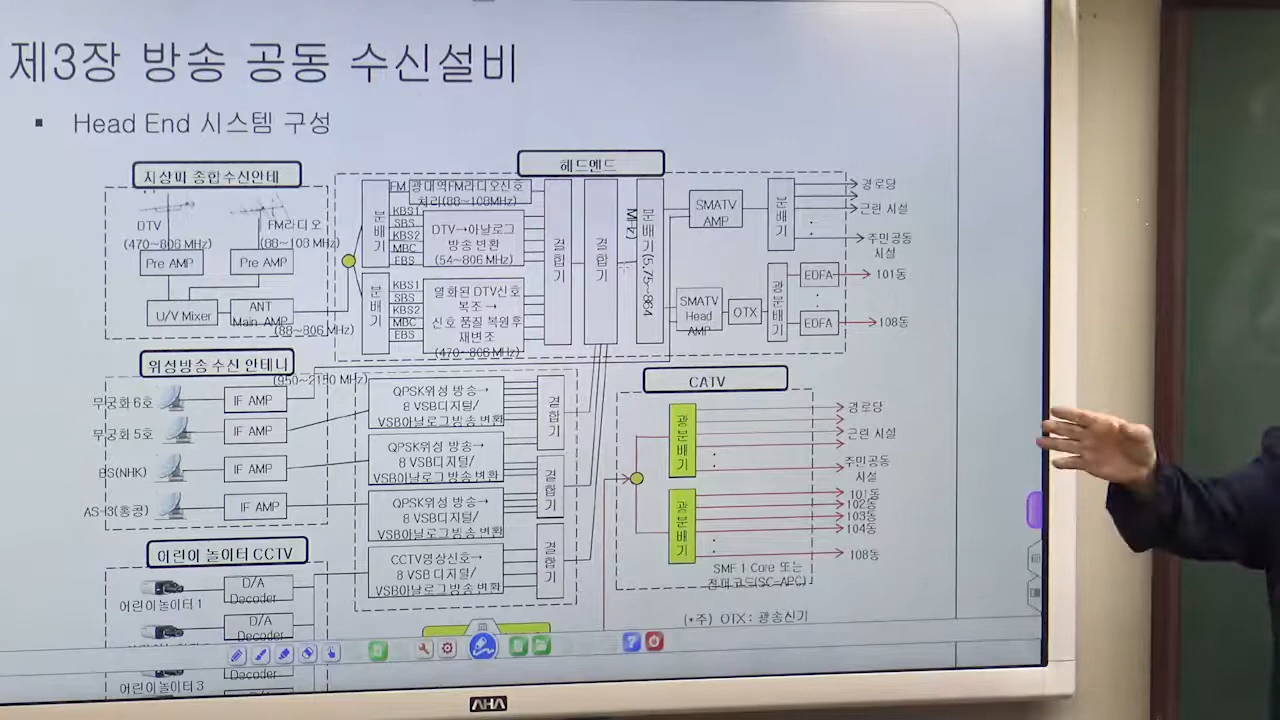 제3장 방송 공동 수신설비
▪ Head End 시스템 구성
지상파 종합수신안테
DTV
(470~806 MHz)
FM라디오
(88~108 MHz)
Pre AMP
Pre AMP
U/V Mixer
ANT
Main AMP
(88~806 MHz)
헤드엔드
분배기
FM
광대역FM라디오신호
처리(88~108MHz)
KBS1
SBS
KBS2
MBC
EBS
DTV→아날로그
방송 변환
(54~806 MHz)
분배기
KBS1
SBS
KBS2
MBC
EBS
열화된 DTV신호
복조 →
신호 품질 복원후
재변조
(470~806 MHz)
결합기
결합기
분배기(5.75~864
MHz)
SMATV
AMP
분배기
경로당
근린 시설
주민공동
시설
SMATV
Head
AMP
OTX
광분배기
EDFA
101동
EDFA
108동
위성방송 수신 안테니
(950~2150 MHz)
무궁화 6호
IF AMP
무궁화 5호
IF AMP
BS(NHK)
IF AMP
AS-I3(홍콩)
IF AMP
QPSK위성 방송→
8 VSB디지털/
VSB아날로그방송 변환
QPSK위성 방송→
8 VSB디지털/
VSB아날로그방송 변환
QPSK위성 방송→
8 VSB디지털/
VSB아날로그방송 변환
CCTV영상신호→
8 VSB 디지털/
VSB아날로그방송 변환
결합기
결합기
결합기
CATV
광분배기
경로당
근린 시설
주민공동
시설
광분배기
101동
102동
103동
104동
108동
SMF 1 Core 또는
점퍼코드(SC-APC)
어린이 놀이터 CCTV
어린이놀이터 1
D/A
Decoder
D/A
Decoder
어린이놀이터 3
Decoder
(*주) OTX : 광송신기
AHA